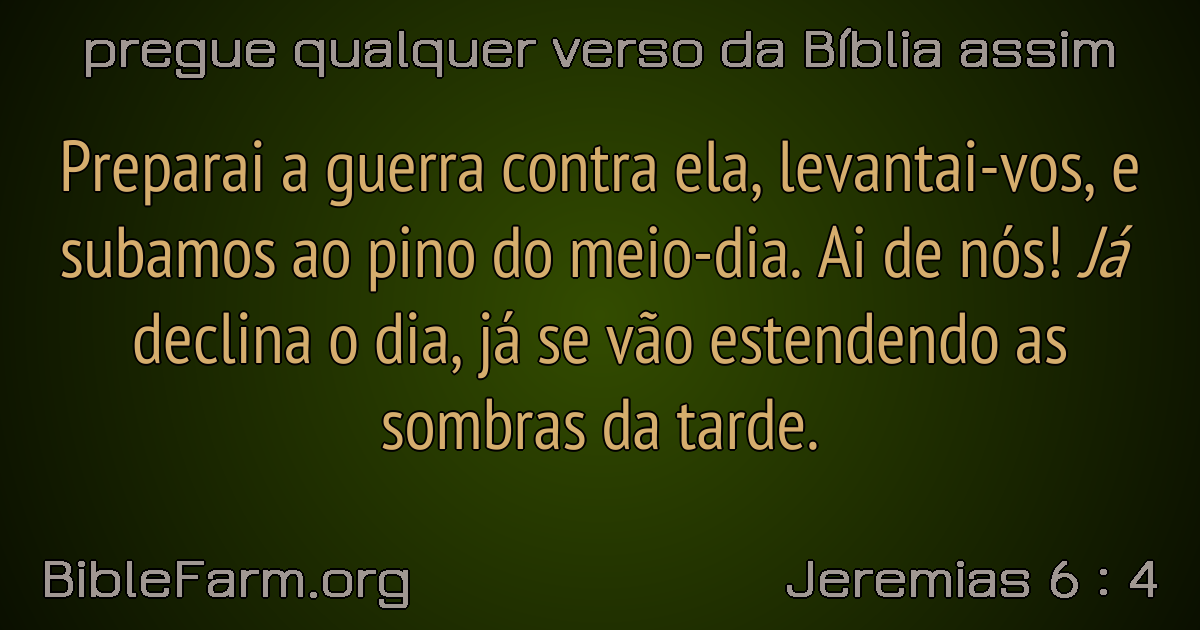 pregue qualquer verso da Bíblia assim
Preparai a guerra contra ela, levantai-vos, e
subamos ao pino do meio-dia. Ai de nós! Já
declina o dia, já se vão estendendo as
sombras da tarde.
BibleFarm.org
Jeremias 6 : 4